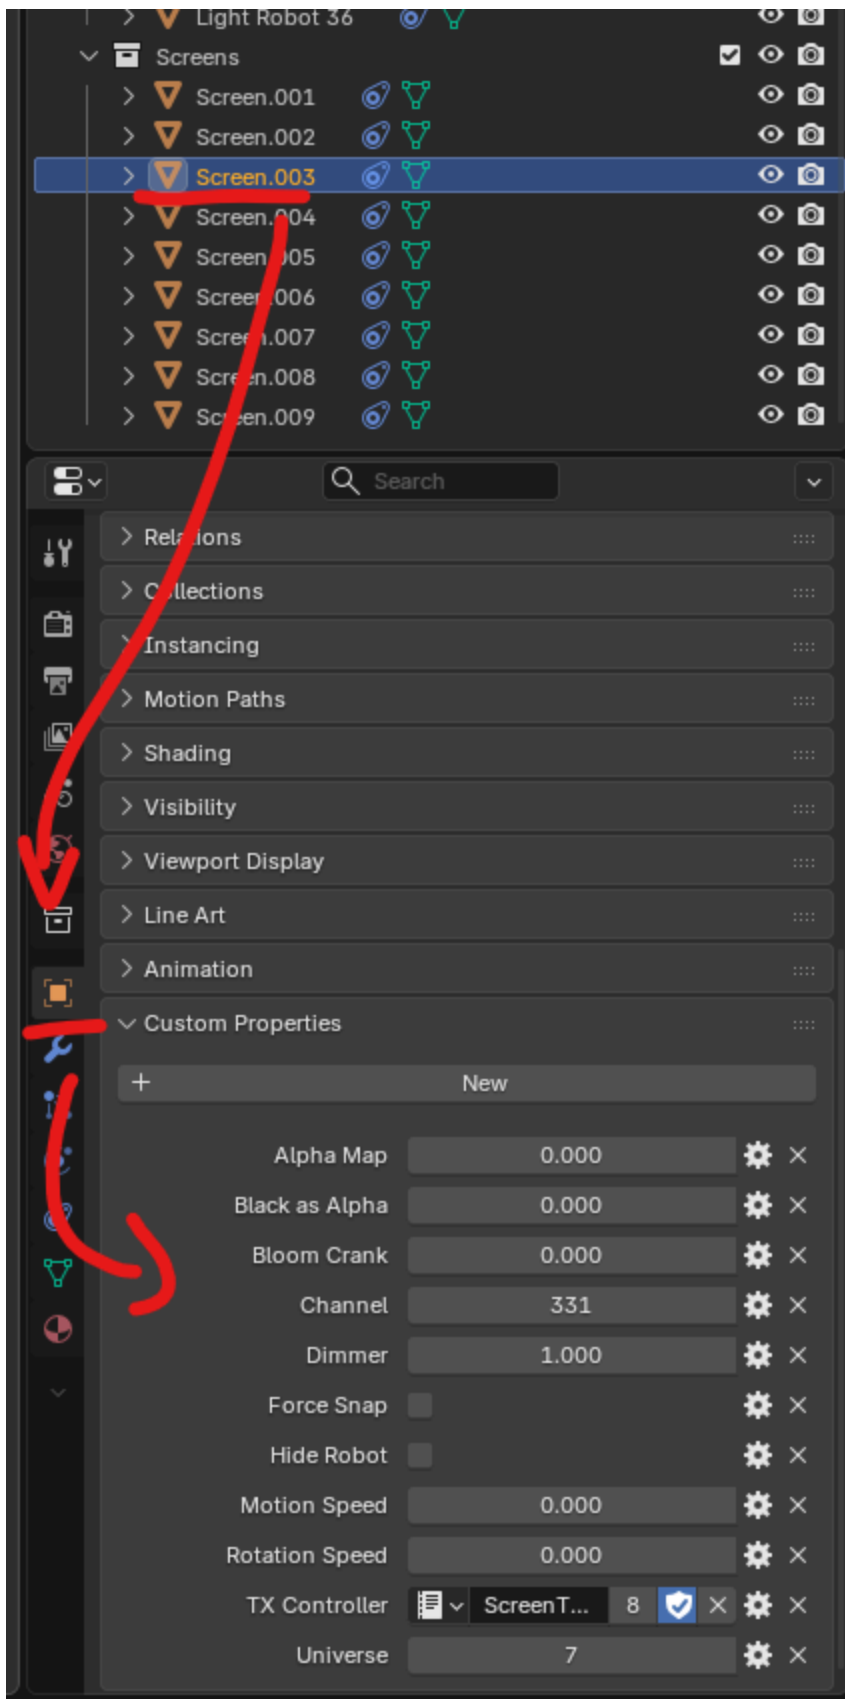 Light Robot 36
Screens
Screen.001
Screen.002
Screen.003
Screen.004
Screen.005
Screen.006
Screen.007
Screen.008
Screen.009
Search
Relations
Collections
Instancing
Motion Paths
Shading
Visibility
Viewport Display
Line Art
Animation
Custom Properties
+ New
Alpha Map 0.000
Black as Alpha 0.000
Bloom Crank 0.000
Channel 331
Dimmer 1.000
Force Snap
Hide Robot
Motion Speed 0.000
Rotation Speed 0.000
TX Controller ScreenT... 8
Universe 7